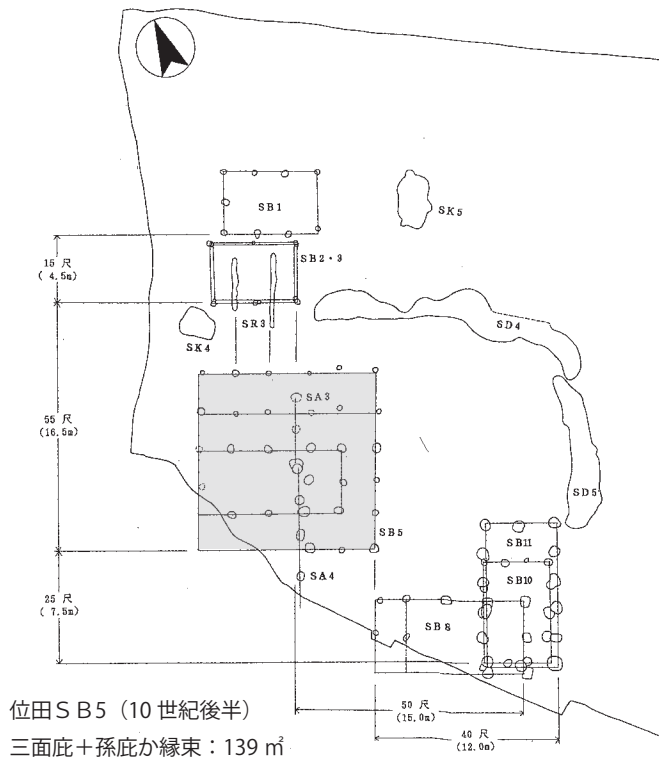 SB1
SK5
SB2・3
15 尺
( 4.5m)
SR3
SK4
SD4
SA3
55 尺
(16.5m)
SD5
SB5
SB11
SB10
SA4
25 尺
( 7.5m)
SB8
50 尺
(15.0m)
40 尺
(12.0m)
位田ＳＢ5（10 世紀後半）
三面庇＋孫庇か縁束：139 ㎡